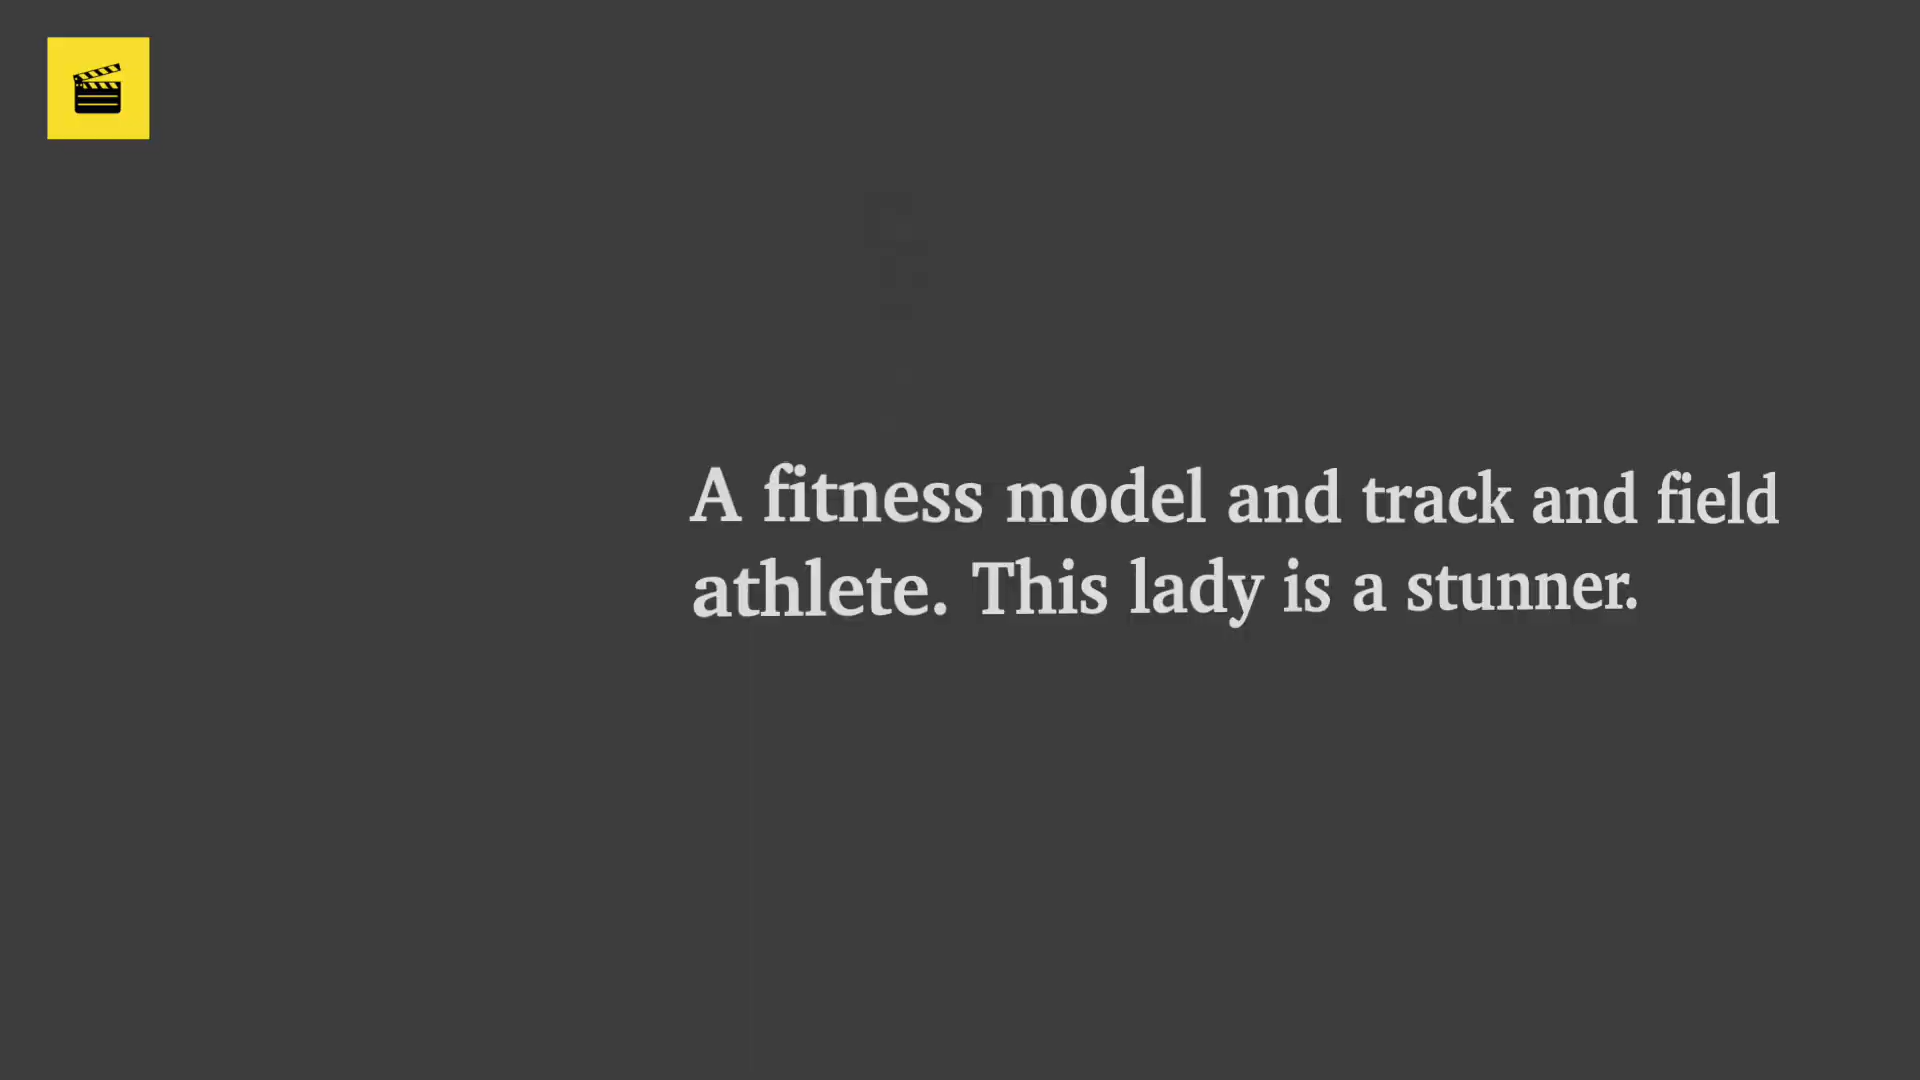 A fitness model and track and field
athlete. This lady is a stunner.